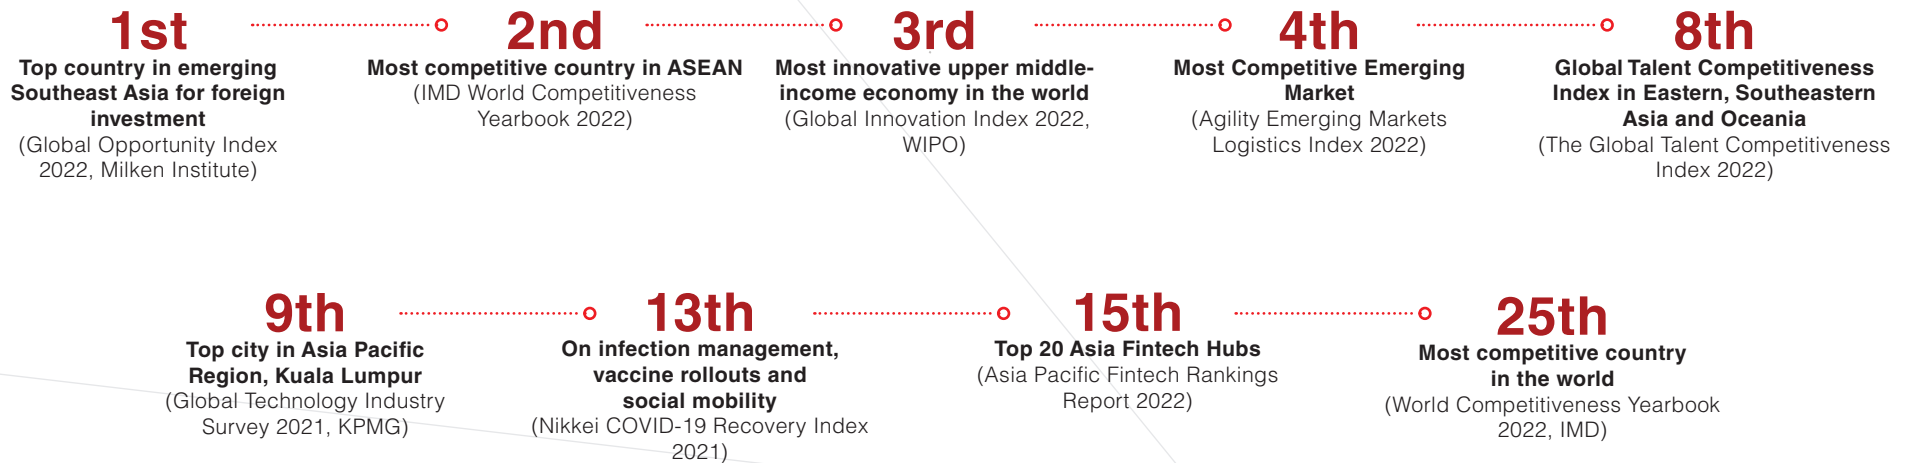 1st
Top country in emerging
Southeast Asia for foreign
investment
(Global Opportunity Index
2022, Milken Institute)
2nd
Most competitive country in ASEAN
(IMD World Competitiveness
Yearbook 2022)
3rd
Most innovative upper middle-
income economy in the world
(Global Innovation Index 2022,
WIPO)
4th
Most Competitive Emerging
Market
(Agility Emerging Markets
Logistics Index 2022)
8th
Global Talent Competitiveness
Index in Eastern, Southeastern
Asia and Oceania
(The Global Talent Competitiveness
Index 2022)
9th
Top city in Asia Pacific
Region, Kuala Lumpur
(Global Technology Industry
Survey 2021, KPMG)
13th
On infection management,
vaccine rollouts and
social mobility
(Nikkei COVID-19 Recovery Index
2021)
15th
Top 20 Asia Fintech Hubs
(Asia Pacific Fintech Rankings
Report 2022)
25th
Most competitive country
in the world
(World Competitiveness Yearbook
2022, IMD)